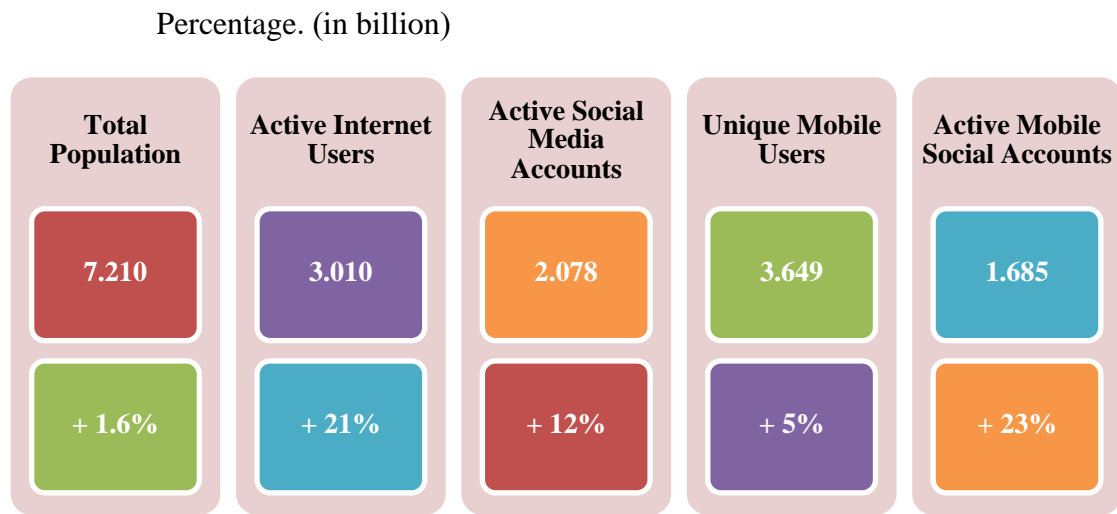 Percentage. (in billion)
Total
Population
7.210
+ 1.6%
Active Internet
Users
3.010
+ 21%
Active Social
Media
Accounts
2.078
+ 12%
Unique Mobile
Users
3.649
+ 5%
Active Mobile
Social Accounts
1.685
+ 23%